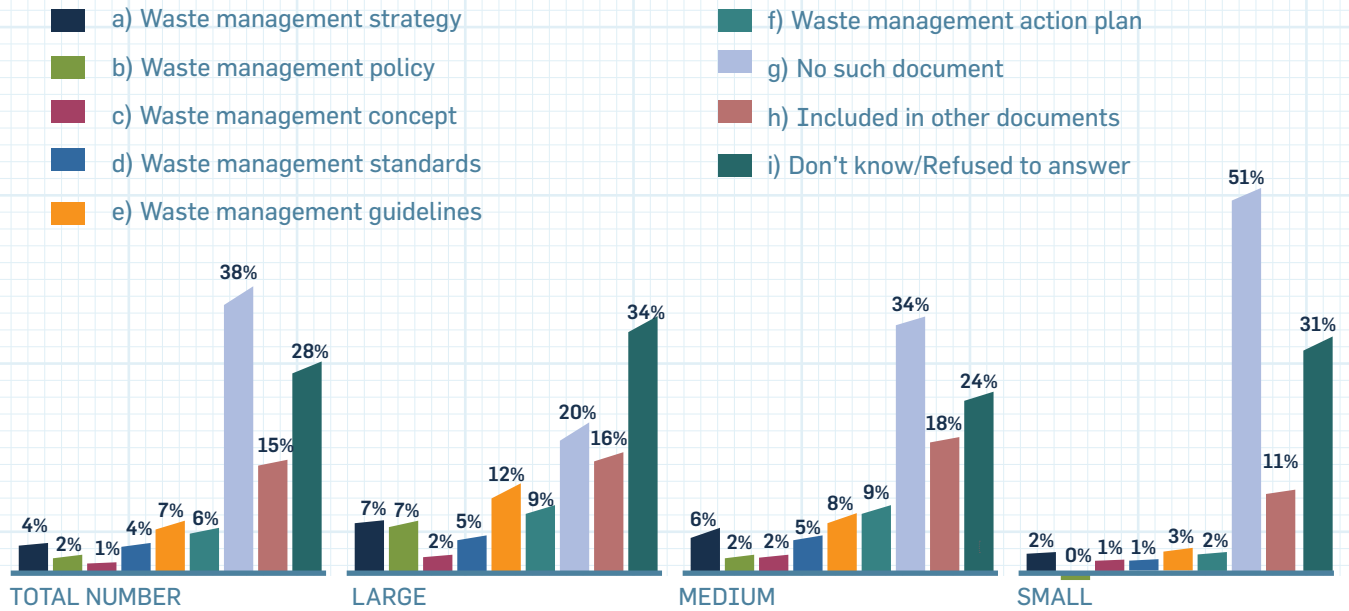 a) Waste management strategy
b) Waste management policy
c) Waste management concept
d) Waste management standards
e) Waste management guidelines
f) Waste management action plan
g) No such document
h) Included in other documents
i) Don't know/Refused to answer
4%
2%
1%
4%
7%
6%
38%
15%
28%
TOTAL NUMBER
7%
7%
2%
5%
12%
9%
20%
16%
34%
LARGE
6%
2%
2%
5%
8%
9%
34%
18%
24%
MEDIUM
2%
0%
1%
1%
3%
2%
51%
11%
31%
SMALL